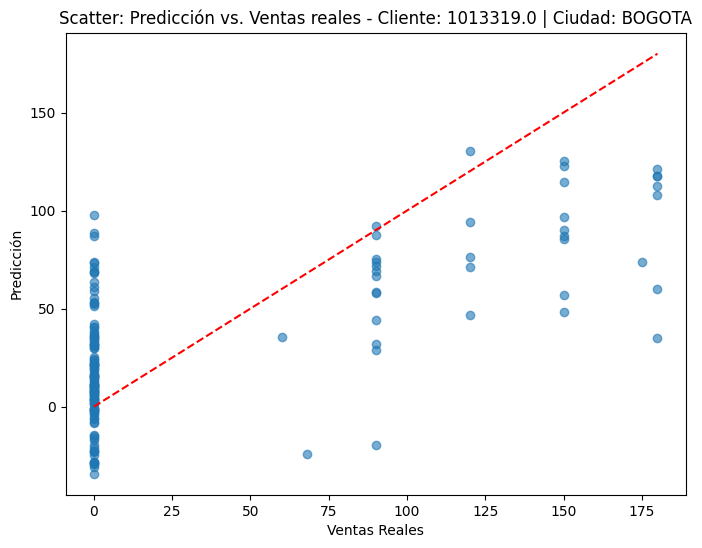 Scatter: Predicción vs. Ventas reales - Cliente: 1013319.0 | Ciudad: BOGOTA
150
100
50
0
Predicción
0 25 50 75 100 125 150 175
Ventas Reales